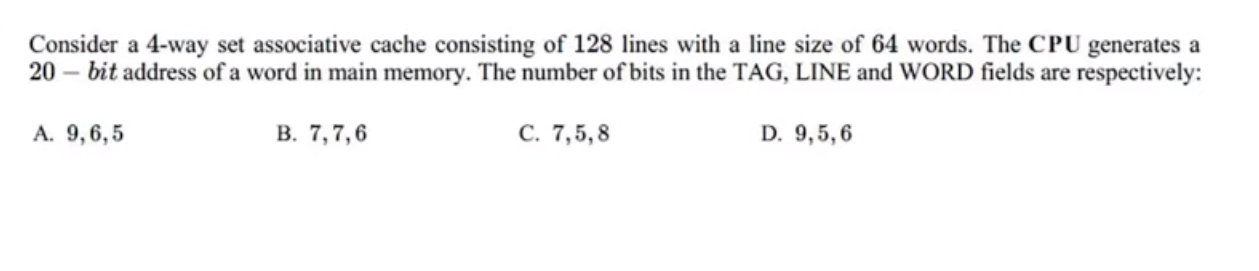 Consider a 4-way set associative cache consisting of 128 lines with a line size of 64 words. The CPU generates a
20 – bit address of a word in main memory. The number of bits in the TAG, LINE and WORD fields are respectively:
A. 9, 6, 5 B. 7, 7, 6 C. 7, 5, 8 D. 9, 5, 6